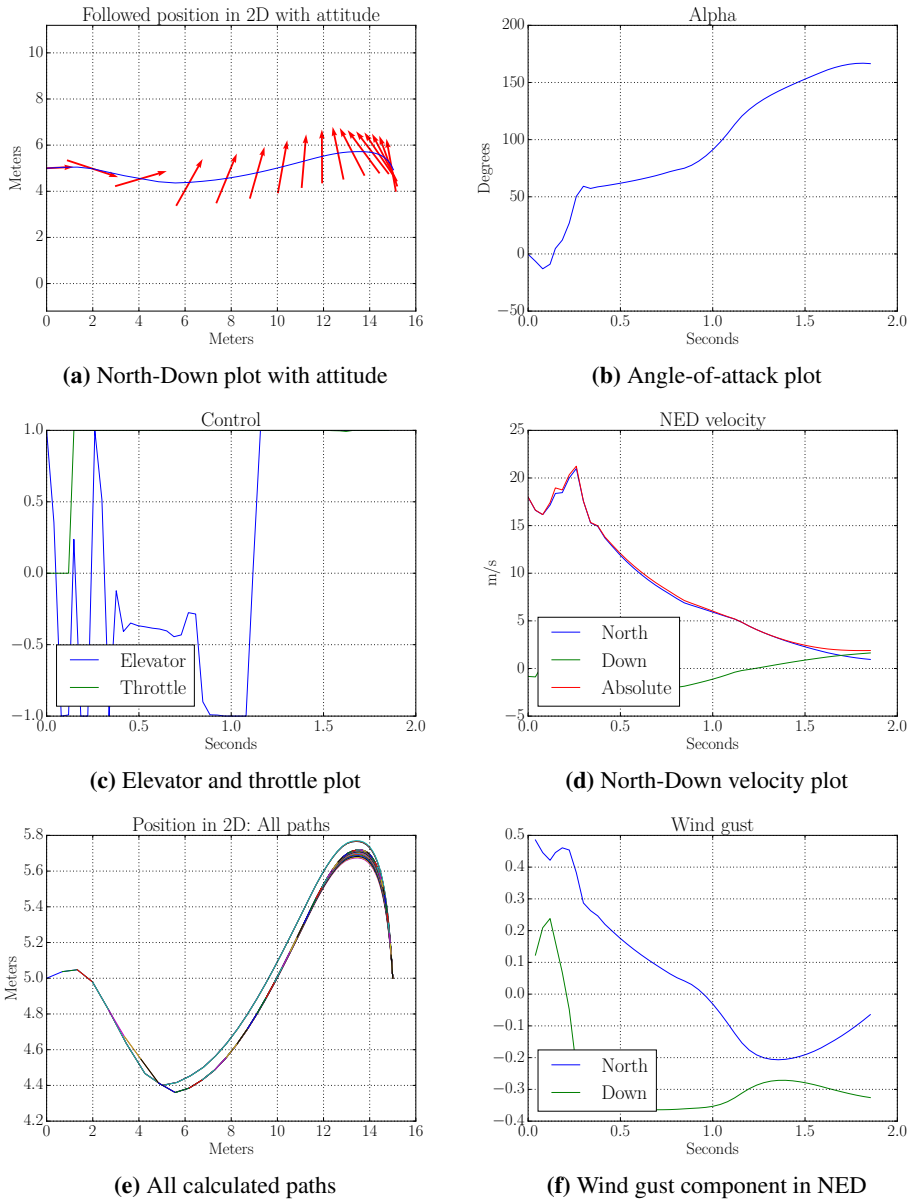 Followed position in 2D with attitude
10
8
6
4
2
0
Meters
0 2 4 6 8 10 12 14 16
Meters
(a) North-Down plot with attitude
Alpha
200
150
100
50
0
−50
Degrees
0.0 0.5 1.0 1.5 2.0
Seconds
(b) Angle-of-attack plot
Control
1.0
0.5
0.0
−0.5
−1.0
Elevator
Throttle
0.0 0.5 1.0 1.5 2.0
Seconds
(c) Elevator and throttle plot
NED velocity
25
20
15
10
5
0
−5
m/s
North
Down
Absolute
0.0 0.5 1.0 1.5 2.0
Seconds
(d) North-Down velocity plot
Position in 2D: All paths
5.8
5.6
5.4
5.2
5.0
4.8
4.6
4.4
4.2
Meters
0 2 4 6 8 10 12 14 16
Meters
(e) All calculated paths
Wind gust
0.5
0.4
0.3
0.2
0.1
0.0
−0.1
−0.2
−0.3
−0.4
North
Down
0.0 0.5 1.0 1.5 2.0
Seconds
(f) Wind gust component in NED